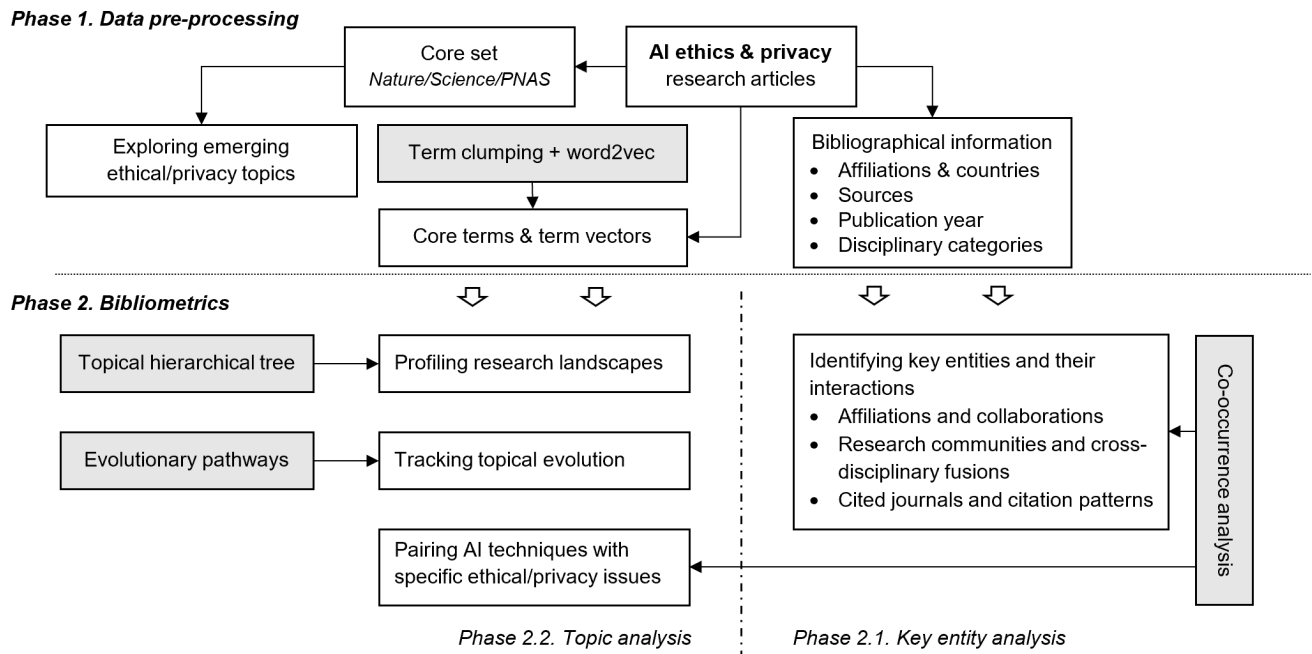 Phase 1. Data pre-processing
Core set
Nature/Science/PNAS
AI ethics & privacy
research articles
Exploring emerging
ethical/privacy topics
Term clumping + word2vec
Core terms & term vectors
Bibliographical information
• Affiliations & countries
• Sources
• Publication year
• Disciplinary categories
Phase 2. Bibliometrics
Topical hierarchical tree
Profiling research landscapes
Evolutionary pathways
Tracking topical evolution
Pairing AI techniques with
specific ethical/privacy issues
Identifying key entities and their
interactions
• Affiliations and collaborations
• Research communities and cross-
disciplinary fusions
• Cited journals and citation patterns
Co-occurrence analysis
Phase 2.2. Topic analysis
Phase 2.1. Key entity analysis